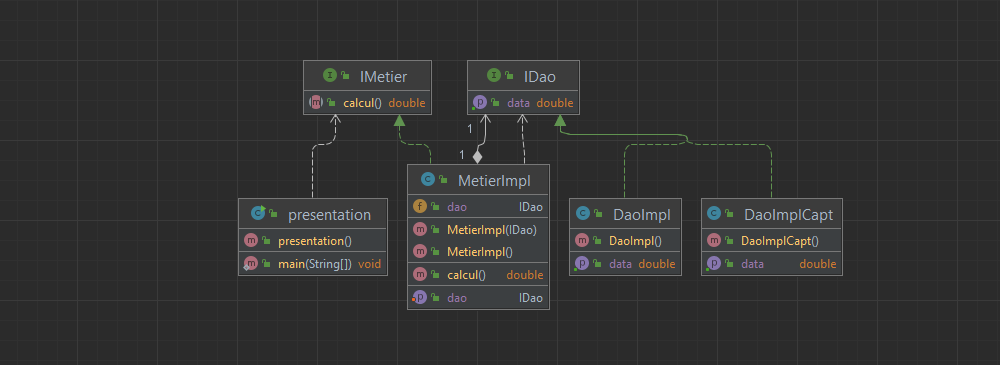 IMetier
calcul() double
IDao
data double
1
1
presentation
presentation()
main(String[]) void
MetierImpl
dao IDao
MetierImpl(IDao)
MetierImpl()
calcul() double
dao IDao
DaoImpl
DaoImpl()
data double
DaoImplCapt
DaoImplCapt()
data double